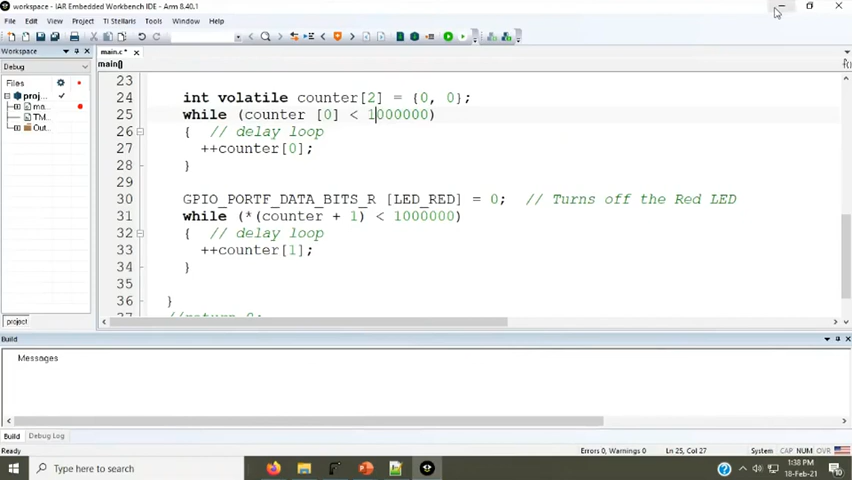 workspace - IAR Embedded Workbench IDE - Arm 8.40.1
File Edit View Project TI Stellaris Tools Window Help
Workspace
main.c *
Debug
main()
Files
proj...
ma...
TM...
Out...
23
24 int volatile counter[2] = {0, 0};
25 while (counter [0] < 1000000)
26 { // delay loop
27 ++counter[0];
28 }
29
30 GPIO_PORTF_DATA_BITS_R [LED_RED] = 0; // Turns off the Red LED
31 while (*(counter + 1) < 1000000)
32 { // delay loop
33 ++counter[1];
34 }
35
36 }
37 //return 0;
project
Build
Messages
Build Debug Log
Ready Errors 0, Warnings 0 Ln 25, Col 27 System CAP NUM OVR
Type here to search
1:38 PM
18-Feb-21